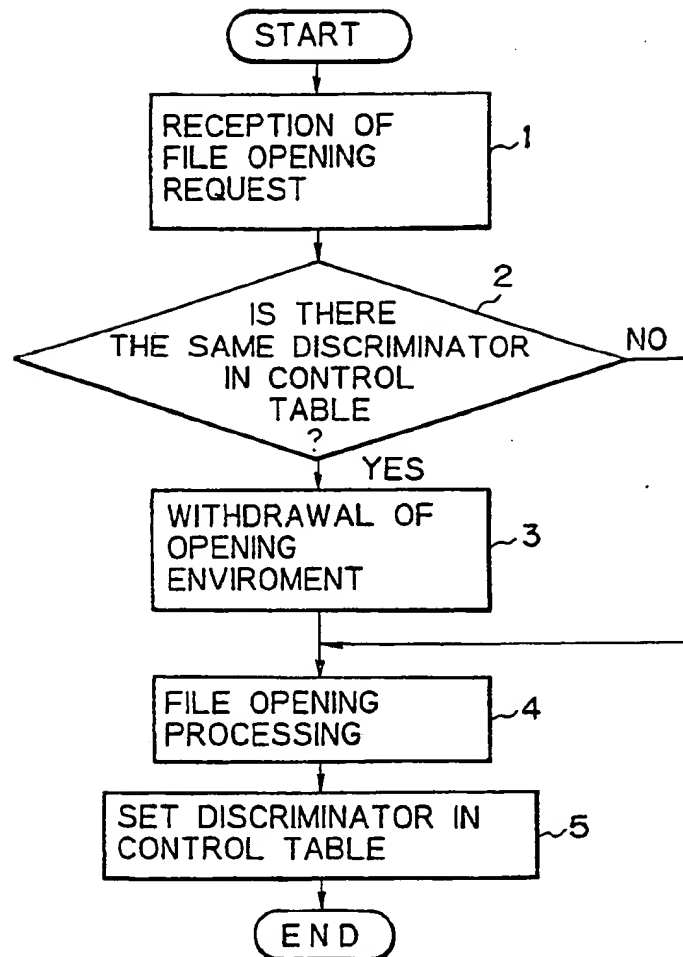 START
RECEPTION OF
FILE OPENING
REQUEST
1
2
IS THERE
THE SAME DISCRIMINATOR
IN CONTROL
TABLE
?
NO
YES
WITHDRAWAL OF
OPENING
ENVIROMENT
3
FILE OPENING
PROCESSING
4
SET DISCRIMINATOR IN
CONTROL TABLE
5
END